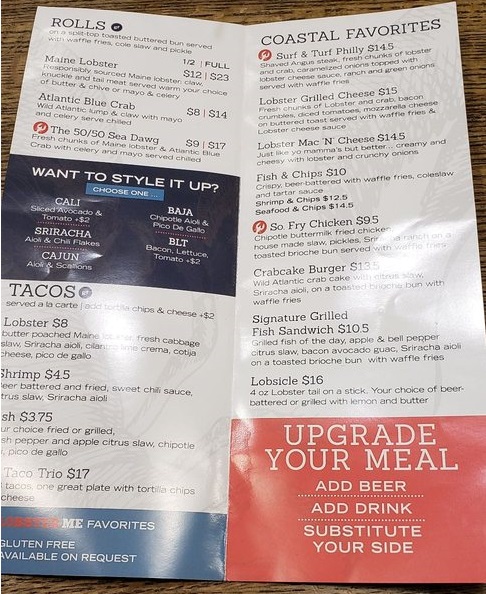 ROLLS
on a split-top toasted buttered bun served
with waffle fries, cole slaw and pickle
1/2 | FULL
Maine Lobster $12 | $23
Responsibly sourced Maine lobster claw,
knuckle and tail meat served warm your choice
of butter & chive or mayo & celery
Atlantic Blue Crab $8 | $14
Wild Atlantic lump & claw with mayo
and celery serve chilled
The 50/50 Sea Dawg $9 | $17
Fresh chunks of Maine lobster & Atlantic Blue
Crab with celery and mayo served chilled
WANT TO STYLE IT UP?
CHOOSE ONE ...
CALI
Sliced Avocado &
Tomato +$2
SRIRACHA
Aioli & Chili Flakes
CAJUN
Aioli & Scallions
BAJA
Chipotle Aioli &
Pico De Gallo
BLT
Bacon, Lettuce,
Tomato +$2
TACOS
served a la carte | add tortilla chips & cheese +$2
Lobster $8
butter poached Maine lobster, fresh cabbage
slaw, Sriracha aioli, cilantro lime crema, cotija
cheese, pico de gallo
Shrimp $4.5
beer battered and fried, sweet chili sauce,
citrus slaw, Sriracha aioli
sh $3.75
ur choice fried or grilled,
sh pepper and apple citrus slaw, chipotle
, pico de gallo
Taco Trio $17
tacos, one great plate with tortilla chips
cheese
LOBSTER ME FAVORITES
GLUTEN FREE
AVAILABLE ON REQUEST
COASTAL FAVORITES
Surf & Turf Philly $14.5
Shaved Angus steak, fresh chunks of lobster
and crab, caramelized onions topped with
lobster cheese sauce, ranch and green onions
served with waffle fries
Lobster Grilled Cheese $15
Fresh chunks of Lobster and crab, bacon
crumbles, diced tomatoes, mozzarella cheese
on buttered toast served with waffle fries &
Lobster cheese sauce
Lobster Mac 'N' Cheese $14.5
Just like yo mamma's but better... creamy and
cheesy with lobster and crunchy onions
Fish & Chips $10
Crispy, beer-battered with waffle fries, coleslaw
and tartar sauce
Shrimp & Chips $12.5
Seafood & Chips $14.5
So. Fry Chicken $9.5
Chipotle buttermilk fried chicken
house made slaw, pickles, Sriracha ranch on a
toasted brioche bun served with waffle fries
Crabcake Burger $13.5
Wild Atlantic crab cake with citrus slaw,
Sriracha aioli, on a toasted brioche bun with
waffle fries
Signature Grilled
Fish Sandwich $10.5
Grilled fish of the day, apple & bell pepper
citrus slaw, bacon avocado guac, Sriracha aioli
on a toasted brioche bun with waffle fries
Lobsicle $16
4 oz Lobster tail on a stick. Your choice of beer-
battered or grilled with lemon and butter
UPGRADE
YOUR MEAL
ADD BEER
ADD DRINK
SUBSTITUTE
YOUR SIDE